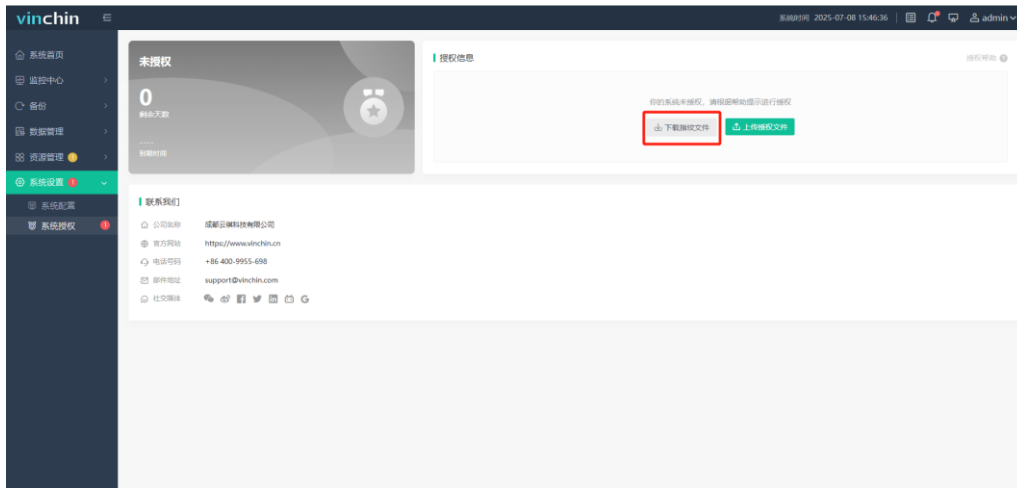 vinchin
系统时间 2025-07-08 15:46:36
admin
系统首页
监控中心
备份
数据管理
资源管理 1
系统设置 1
系统配置
系统授权 1
未授权
0
剩余天数
-----
到期时间
授权信息
授权帮助
你的系统未授权，请根据帮助提示进行授权
下载指纹文件
上传授权文件
联系我们
公司名称 成都云祺科技有限公司
官方网站 https://www.vinchin.cn
电话号码 +86 400-9955-698
邮件地址 support@vinchin.com
社交媒体